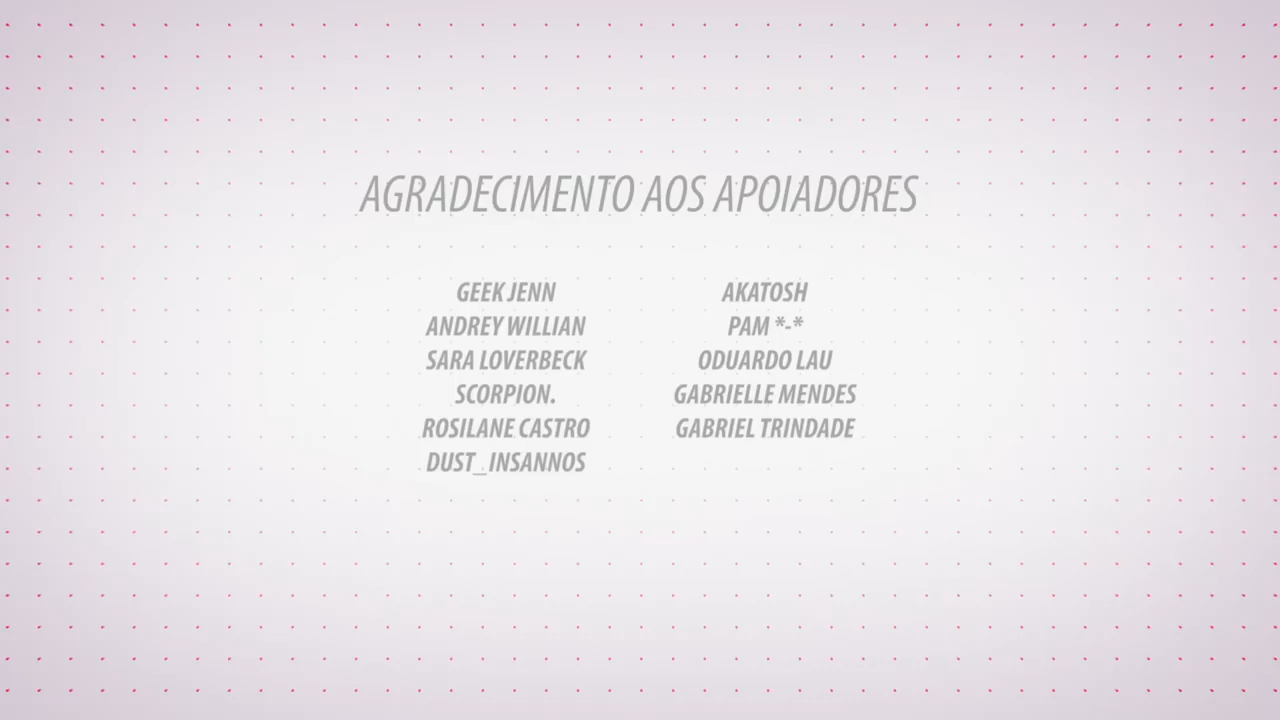 AGRADECIMENTO AOS APOIADORES
GEEK JENN
ANDREY WILLIAN
SARA LOVERBECK
SCORPION.
ROSILANE CASTRO
DUST_INSANNOS
AKATOSH
PAM *-*
ODUARDO LAU
GABRIELLE MENDES
GABRIEL TRINDADE